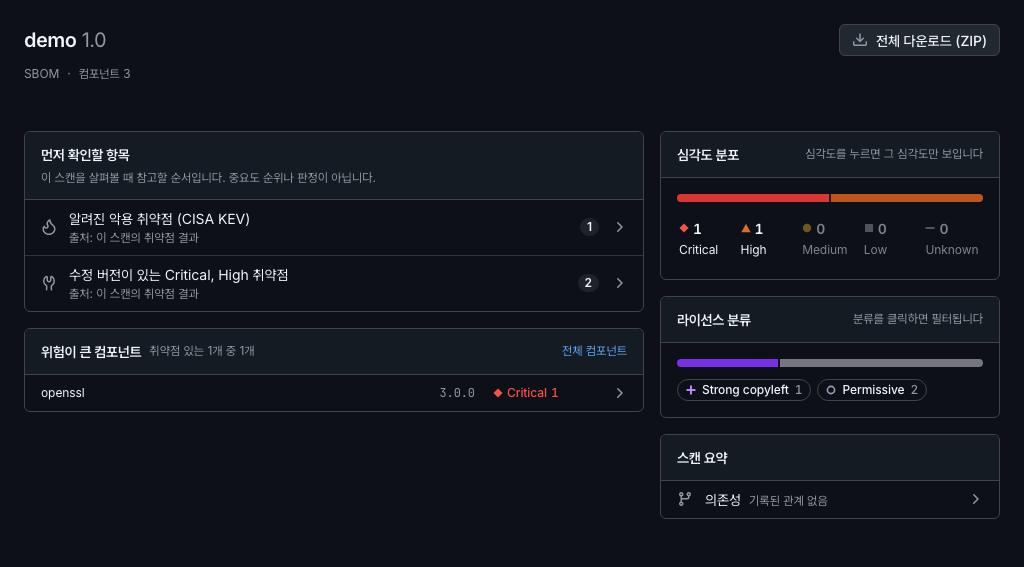 demo 1.0
전체 다운로드 (ZIP)
SBOM · 컴포넌트 3
먼저 확인할 항목
이 스캔을 살펴볼 때 참고할 순서입니다. 중요도 순위나 판정이 아닙니다.
알려진 악용 취약점 (CISA KEV)
출처: 이 스캔의 취약점 결과
1
수정 버전이 있는 Critical, High 취약점
출처: 이 스캔의 취약점 결과
2
위험이 큰 컴포넌트 취약점 있는 1개 중 1개
전체 컴포넌트
openssl 3.0.0 Critical 1
심각도 분포
심각도를 누르면 그 심각도만 보입니다
1 1 0 0 0
Critical High Medium Low Unknown
라이선스 분류
분류를 클릭하면 필터됩니다
Strong copyleft 1 Permissive 2
스캔 요약
의존성 기록된 관계 없음